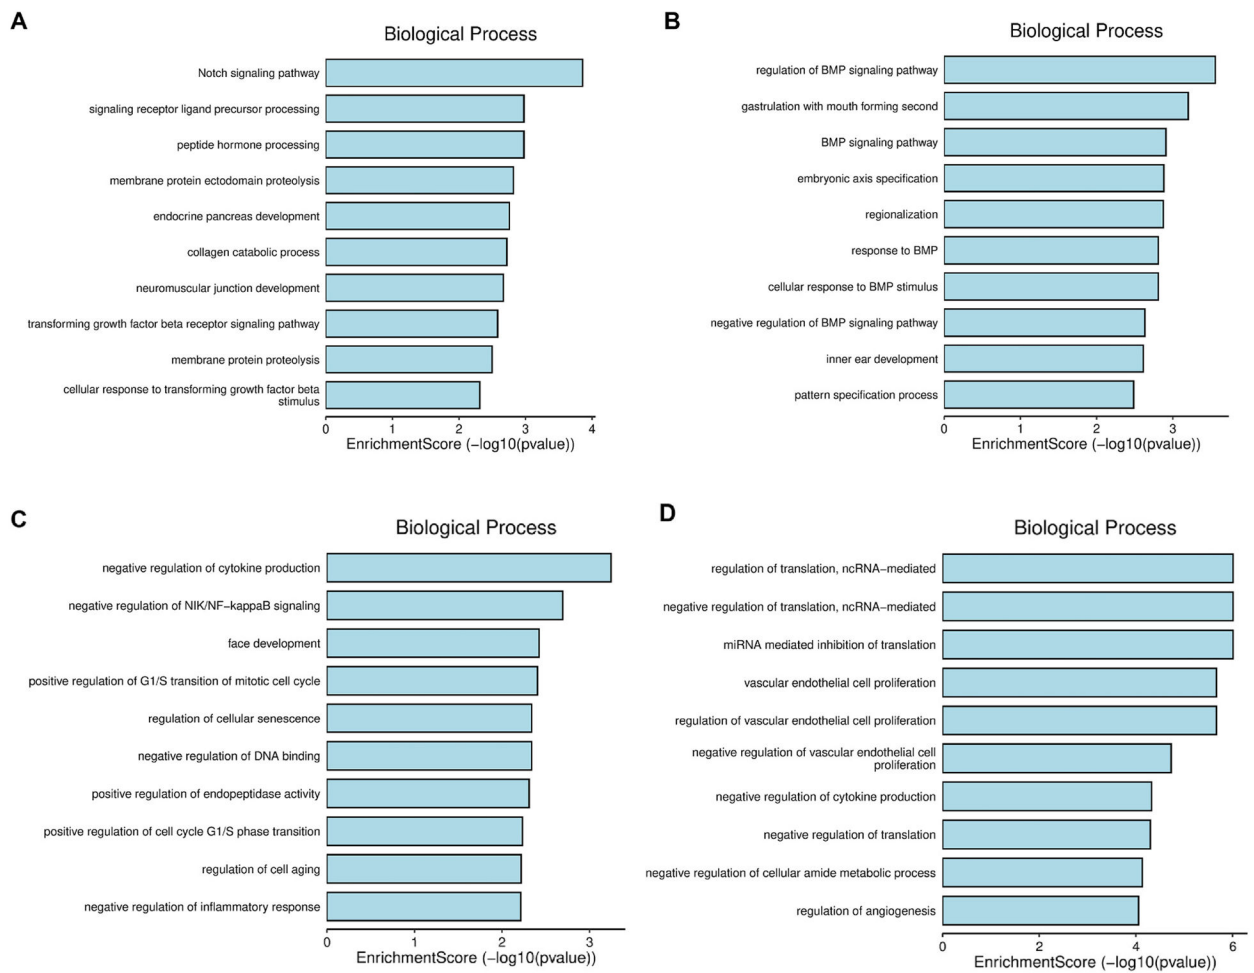 A
Biological Process
Notch signaling pathway
signaling receptor ligand precursor processing
peptide hormone processing
membrane protein ectodomain proteolysis
endocrine pancreas development
collagen catabolic process
neuromuscular junction development
transforming growth factor beta receptor signaling pathway
membrane protein proteolysis
cellular response to transforming growth factor beta
stimulus
0 1 2 3 4
EnrichmentScore (−log10(pvalue))
B
Biological Process
regulation of BMP signaling pathway
gastrulation with mouth forming second
BMP signaling pathway
embryonic axis specification
regionalization
response to BMP
cellular response to BMP stimulus
negative regulation of BMP signaling pathway
inner ear development
pattern specification process
0 1 2 3
EnrichmentScore (−log10(pvalue))
C
Biological Process
negative regulation of cytokine production
negative regulation of NIK/NF−kappaB signaling
face development
positive regulation of G1/S transition of mitotic cell cycle
regulation of cellular senescence
negative regulation of DNA binding
positive regulation of endopeptidase activity
positive regulation of cell cycle G1/S phase transition
regulation of cell aging
negative regulation of inflammatory response
0 1 2 3
EnrichmentScore (−log10(pvalue))
D
Biological Process
regulation of translation, ncRNA−mediated
negative regulation of translation, ncRNA−mediated
miRNA mediated inhibition of translation
vascular endothelial cell proliferation
regulation of vascular endothelial cell proliferation
negative regulation of vascular endothelial cell
proliferation
negative regulation of cytokine production
negative regulation of translation
negative regulation of cellular amide metabolic process
regulation of angiogenesis
0 2 4 6
EnrichmentScore (−log10(pvalue))